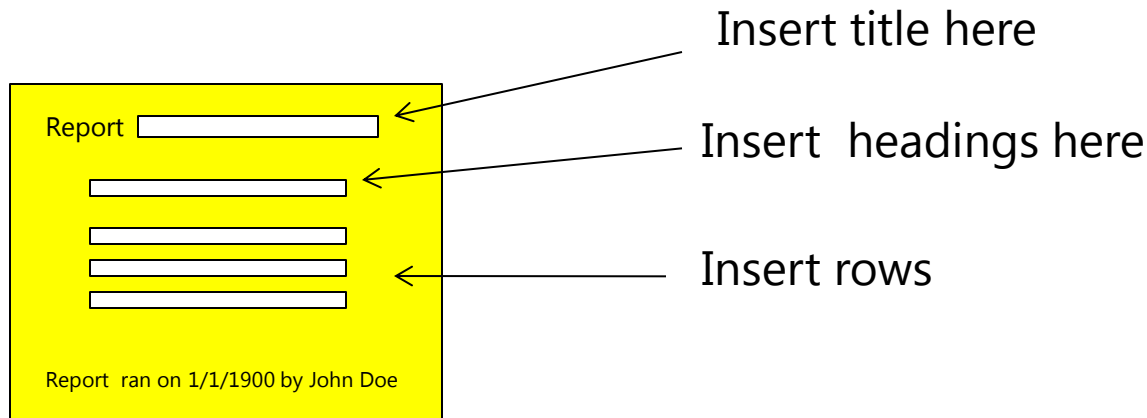 Insert title here
Report
Insert  headings here
Insert rows
Report  ran on 1/1/1900 by John Doe